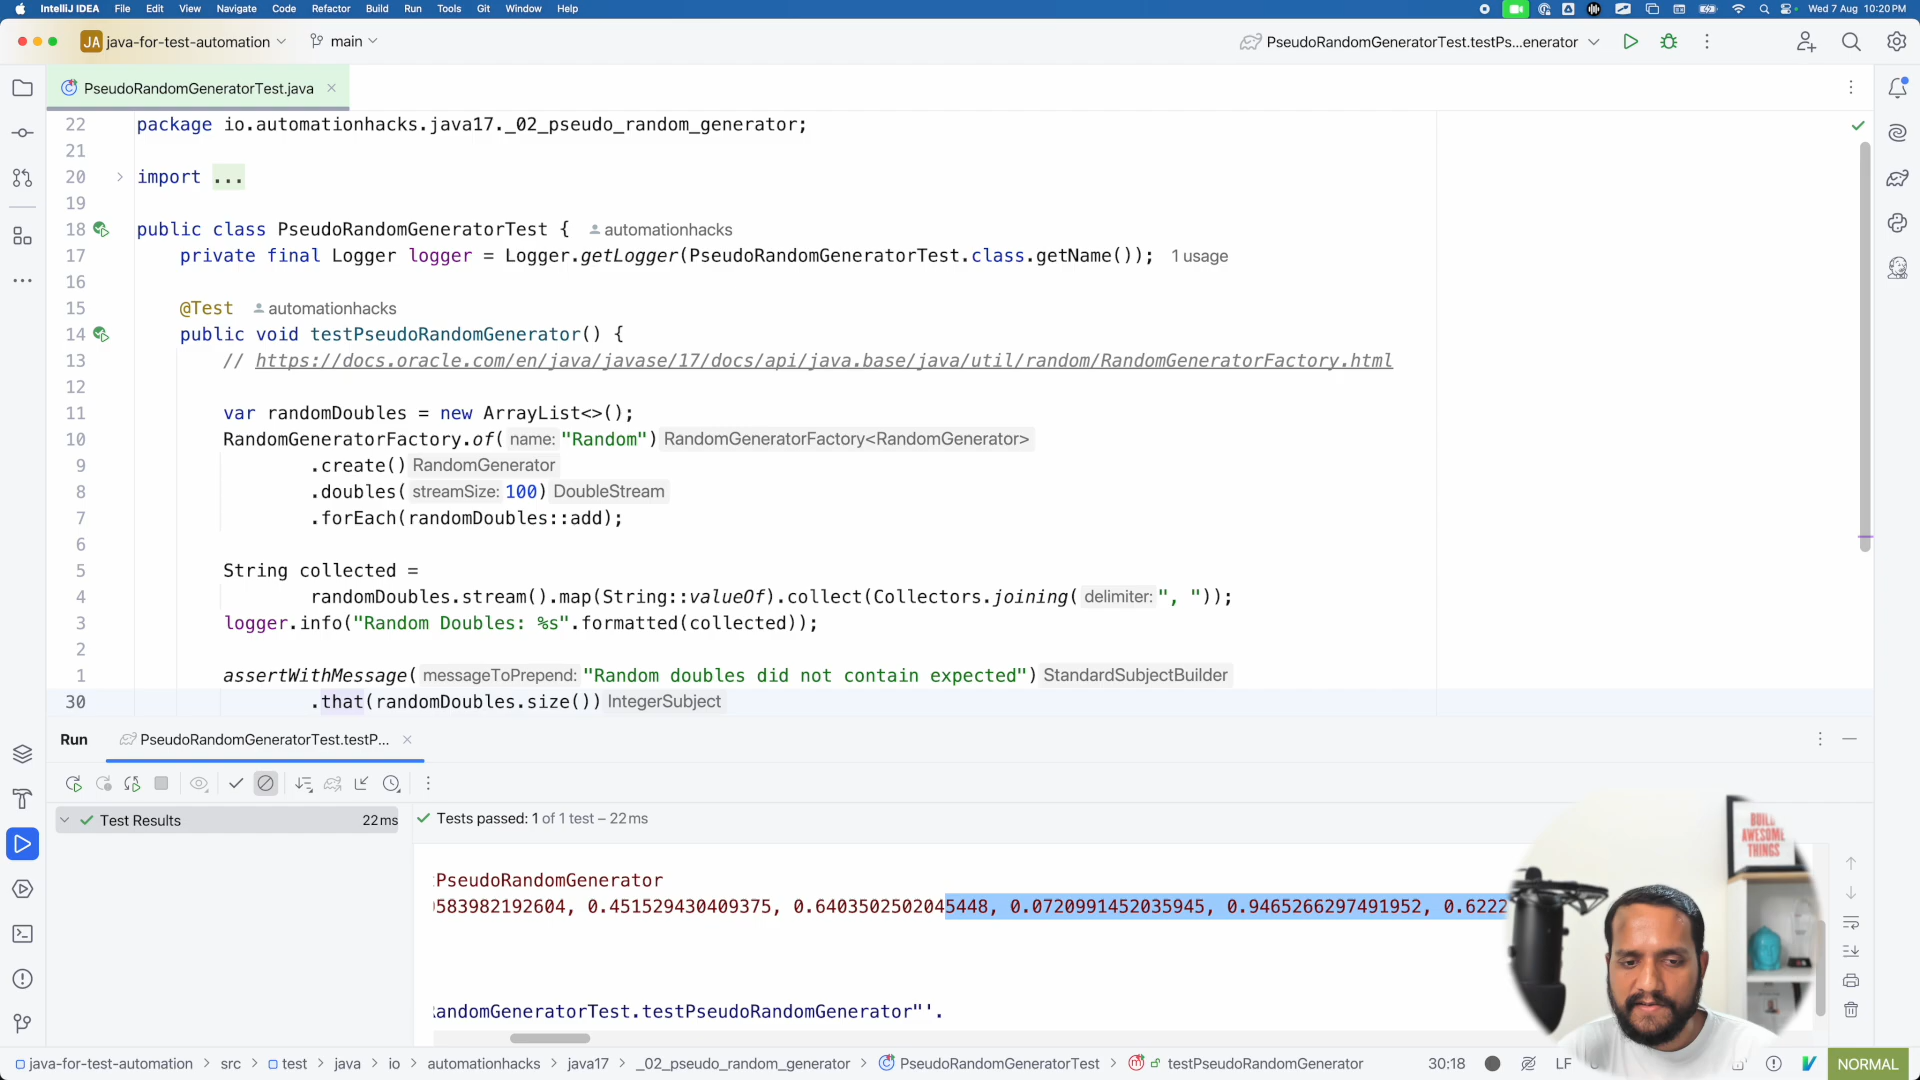 IntelliJ IDEA File Edit View Navigate Code Refactor Build Run Tools Git Window Help Wed 7 Aug 10:20 PM
JA java-for-test-automation main PseudoRandomGeneratorTest.testPs...enerator
PseudoRandomGeneratorTest.java
22 package io.automationhacks.java17._02_pseudo_random_generator;
21
20 import ...
19
18 public class PseudoRandomGeneratorTest { automationhacks
17 private final Logger logger = Logger.getLogger(PseudoRandomGeneratorTest.class.getName()); 1 usage
16
15 @Test automationhacks
14 public void testPseudoRandomGenerator() {
13 // https://docs.oracle.com/en/java/javase/17/docs/api/java.base/java/util/random/RandomGeneratorFactory.html
12
11 var randomDoubles = new ArrayList<>();
10 RandomGeneratorFactory.of( name: "Random") RandomGeneratorFactory<RandomGenerator>
9 .create() RandomGenerator
8 .doubles( streamSize: 100) DoubleStream
7 .forEach(randomDoubles::add);
6
5 String collected =
4 randomDoubles.stream().map(String::valueOf).collect(Collectors.joining( delimiter: ", "));
3 logger.info("Random Doubles: %s".formatted(collected));
2
1 assertWithMessage( messageToPrepend: "Random doubles did not contain expected") StandardSubjectBuilder
30 .that(randomDoubles.size()) IntegerSubject
Run PseudoRandomGeneratorTest.testP...
Test Results 22 ms
Tests passed: 1 of 1 test – 22 ms
:PseudoRandomGenerator
583982192604, 0.451529430409375, 0.6403502502045448, 0.0720991452035945, 0.9465266297491952, 0.6222
andomGeneratorTest.testPseudoRandomGenerator"'.
BUILD
AWESOME
THINGS
java-for-test-automation > src > test > java > io > automationhacks > java17 > _02_pseudo_random_generator > PseudoRandomGeneratorTest > testPseudoRandomGenerator 30:18 LF NORMAL